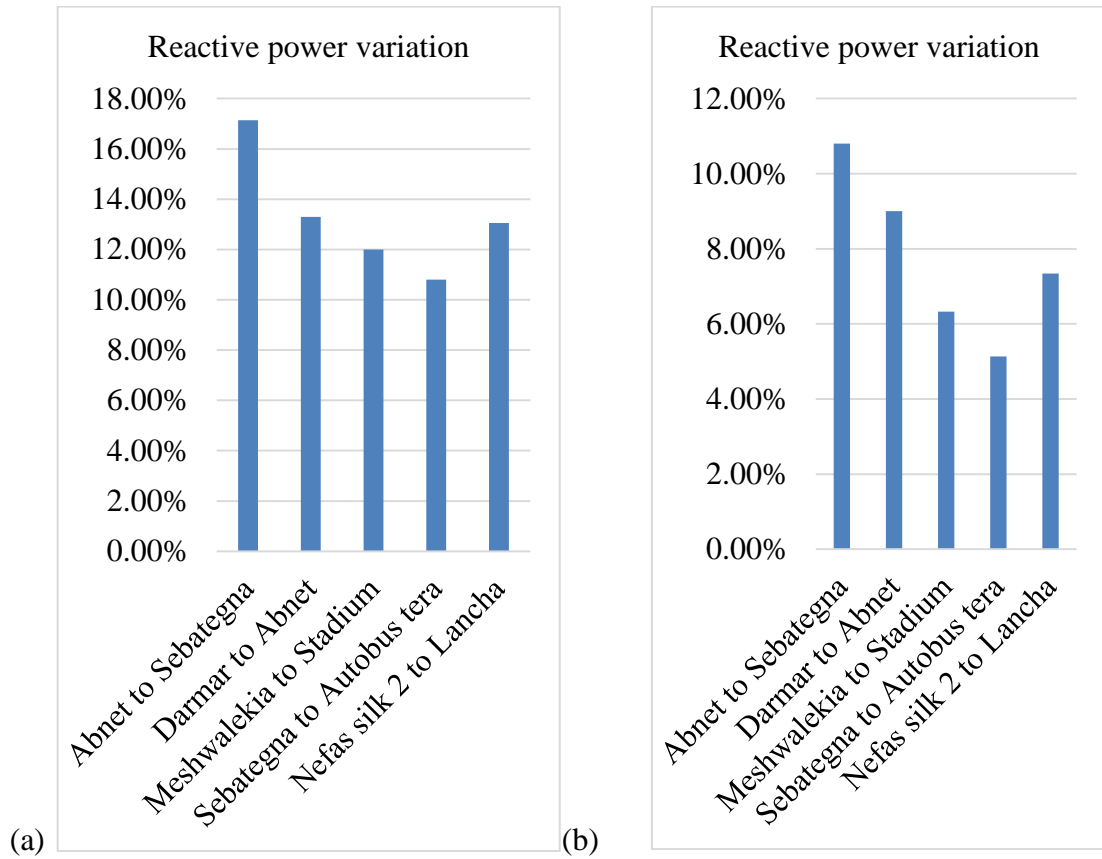 Reactive power variation
18.00%
16.00%
14.00%
12.00%
10.00%
8.00%
6.00%
4.00%
2.00%
0.00%
Abnet to Sebategna
Darmar to Abnet
Meshwalekia to Stadium
Sebategna to Autobus tera
Nefas silk 2 to Lancha
(a)
Reactive power variation
12.00%
10.00%
8.00%
6.00%
4.00%
2.00%
0.00%
Abnet to Sebategna
Darmar to Abnet
Meshwalekia to Stadium
Sebategna to Autobus tera
Nefas silk 2 to Lancha
(b)